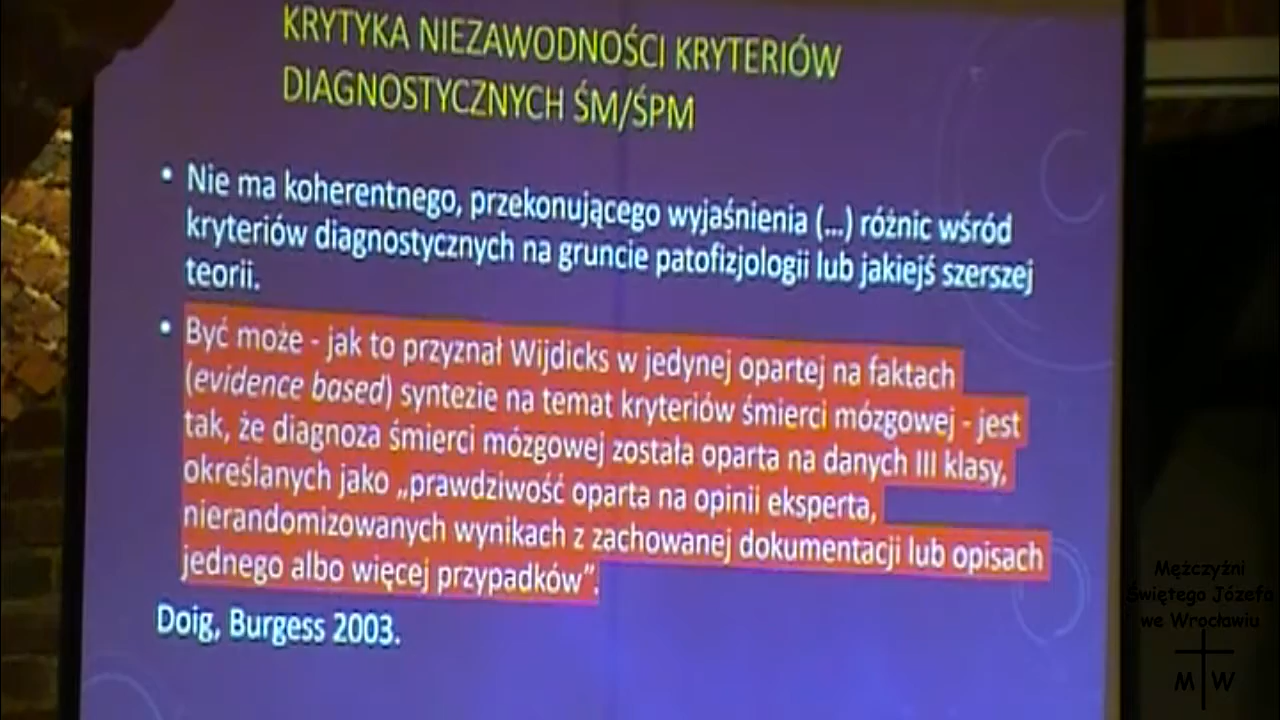 KRYTYKA NIEZAWODNOŚCI KRYTERIÓW
DIAGNOSTYCZNYCH ŚM/ŚPM
• Nie ma koherentnego, przekonującego wyjaśnienia (...) różnic wśród
kryteriów diagnostycznych na gruncie patofizjologii lub jakiejś szerszej
teorii.
• Być może - jak to przyznał Wijdicks w jedynej opartej na faktach
(evidence based) syntezie na temat kryteriów śmierci mózgowej - jest
tak, że diagnoza śmierci mózgowej została oparta na danych III klasy,
określanych jako „prawdziwość oparta na opinii eksperta,
nierandomizowanych wynikach z zachowanej dokumentacji lub opisach
jednego albo więcej przypadków”.
Doig, Burgess 2003.
Mężczyźni
Świętego Józefa
we Wrocławiu
M W